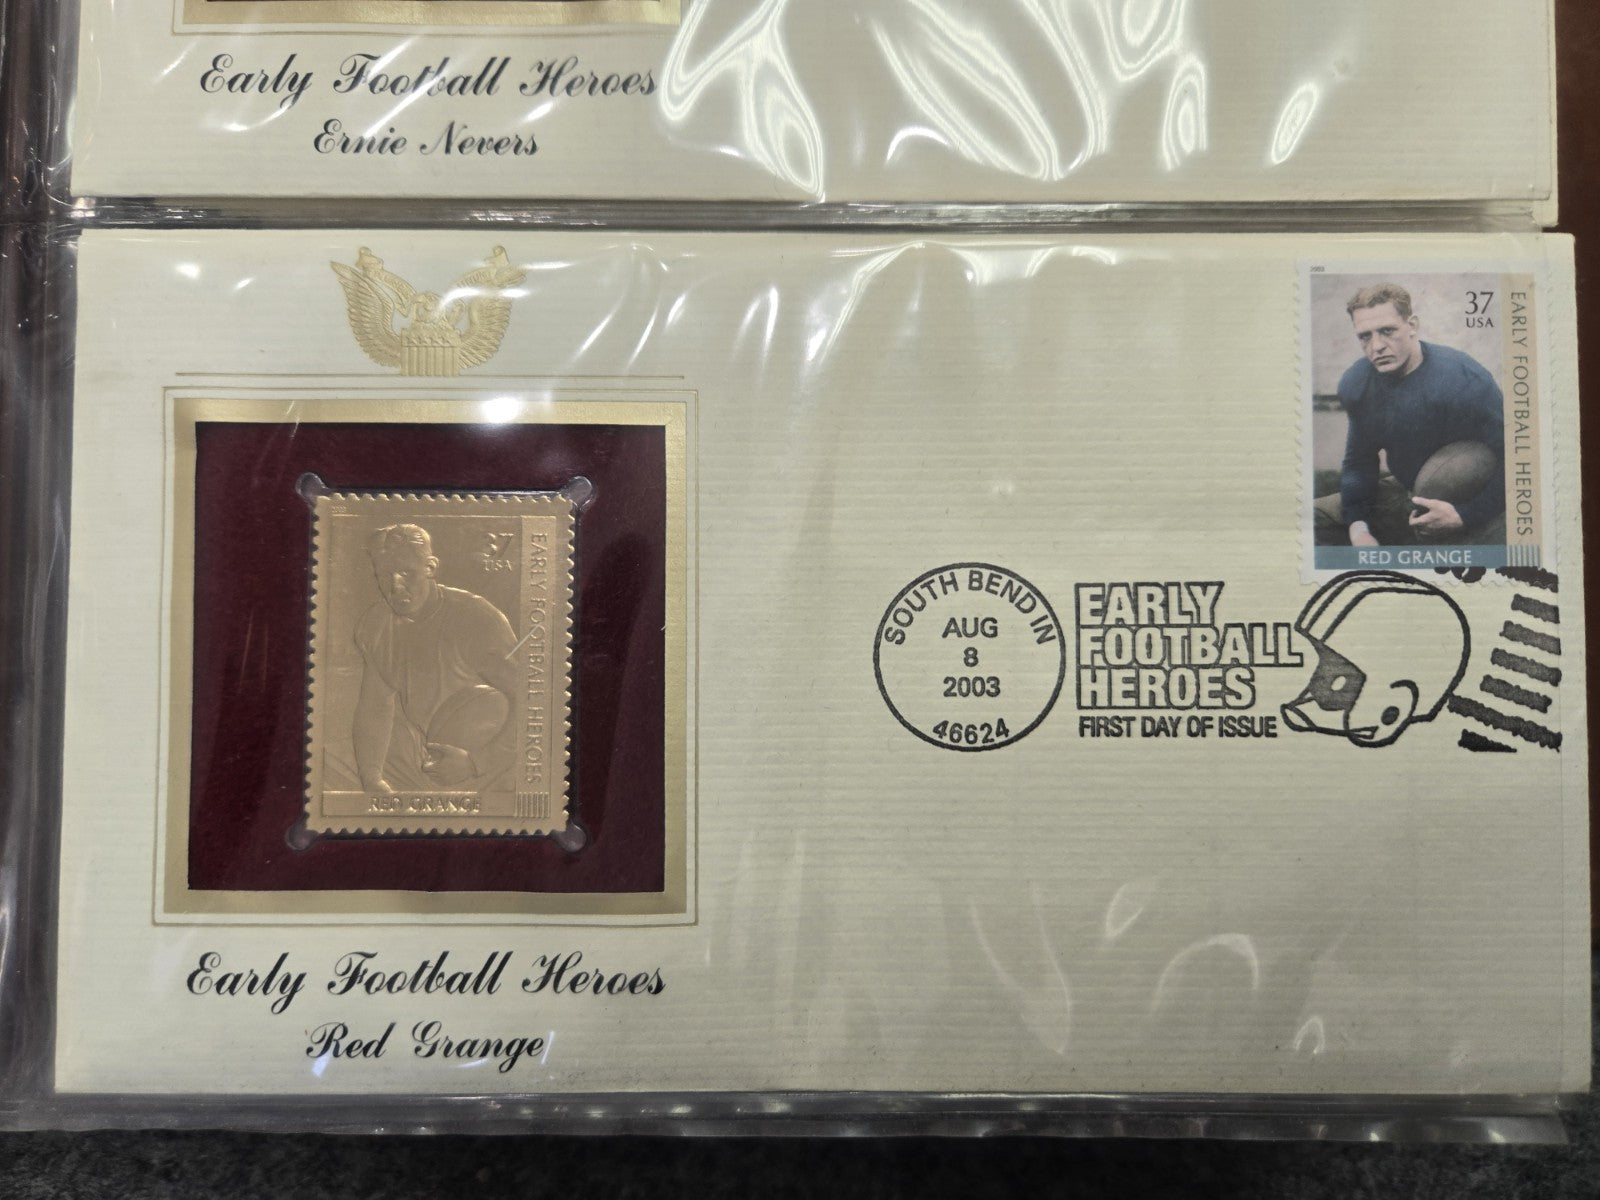 Early Football Heroes
Ernie Nevers
2003
37
USA
EARLY FOOTBALL HEROES
RED GRANGE
2003
37
USA
EARLY FOOTBALL HEROES
RED GRANGE
SOUTH BEND IN
AUG
8
2003
46624
EARLY
FOOTBALL
HEROES
FIRST DAY OF ISSUE
Early Football Heroes
Red Grange